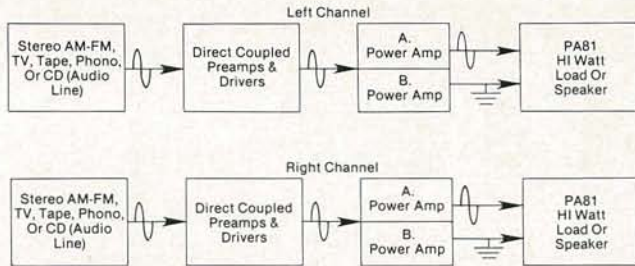 Left Channel
Stereo AM-FM,
TV, Tape, Phono,
Or CD (Audio
Line)
Direct Coupled
Preamps &
Drivers
A.
Power Amp
B.
Power Amp
PA81
HI Watt
Load Or
Speaker
Right Channel
Stereo AM-FM,
TV, Tape, Phono,
Or CD (Audio
Line)
Direct Coupled
Preamps &
Drivers
A.
Power Amp
B.
Power Amp
PA81
HI Watt
Load Or
Speaker